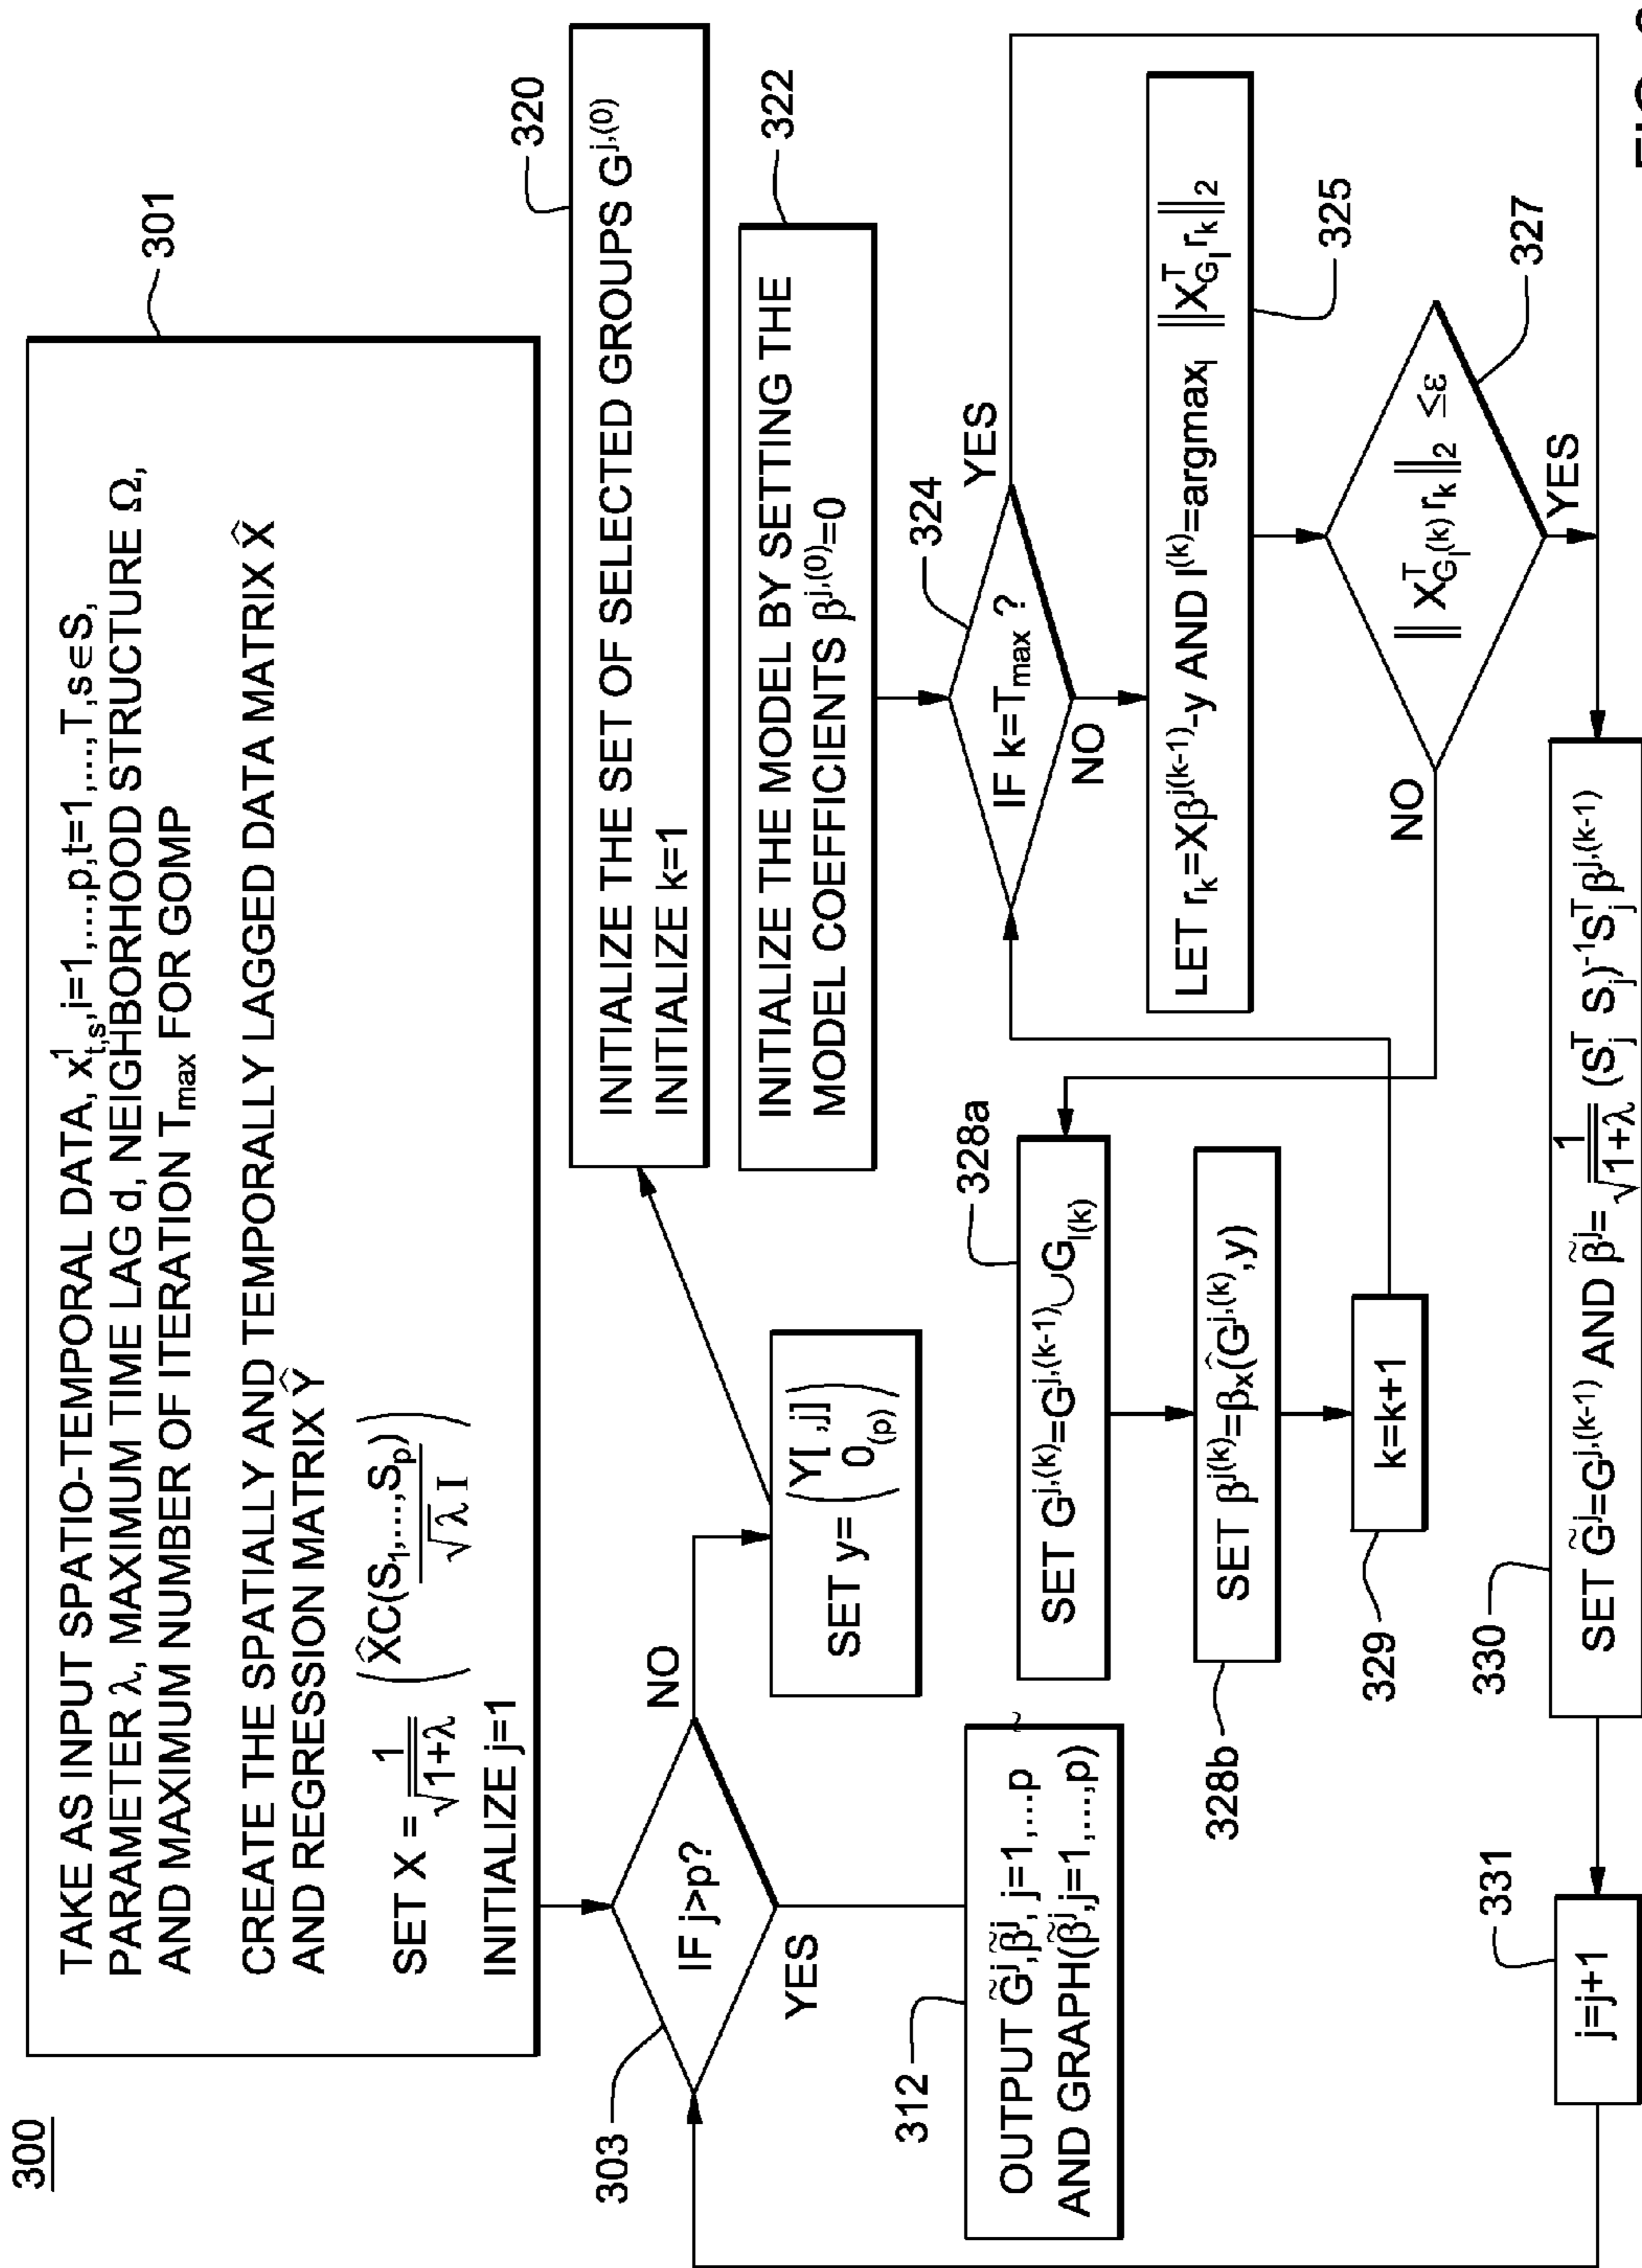 300
301
TAKE AS INPUT SPATIO-TEMPORAL DATA, x^1_{t,s},i=1,...,p,t=1,...,T,s∈S,
PARAMETER λ, MAXIMUM TIME LAG d, NEIGHBORHOOD STRUCTURE Ω,
AND MAXIMUM NUMBER OF ITERATION T_max FOR GOMP
CREATE THE SPATIALLY AND TEMPORALLY LAGGED DATA MATRIX X̂
AND REGRESSION MATRIX Ŷ
SET X = 1/√(1+λ) (X̂C(S_1,...,S_p) / √λ I)
INITIALIZE j=1
303
IF j>p?
NO
YES
312
OUTPUT G̃^j,β̃^j, j=1,...p
AND GRAPH(β̃^j,j=1,...,p)
SET y= (Y[ ,j] 0_(p))
320
INITIALIZE THE SET OF SELECTED GROUPS G^{j,(0)}
INITIALIZE k=1
322
INITIALIZE THE MODEL BY SETTING THE
MODEL COEFFICIENTS β^{j,(0)}=0
324
IF k=T_max ?
YES
NO
LET r_k=Xβ^{j(k-1)}-y AND I^{(k)}=argmax_l ||X^T_{G_l} r_k||_2
325
327
||X^T_{G_I(k)} r_k||_2 ≤ε
NO
YES
328a
SET G^{j,(k)}=G^{j,(k-1)}∪G_{I(k)}
328b
SET β^{j(k)}=β̂_x(G^{j,(k)},y)
329
k=k+1
330
SET G̃^j=G^{j,(k-1)} AND β̃^j= 1/√(1+λ) (S^T_j S_j)^{-1}S^T_j β^{j,(k-1)}
331
j=j+1